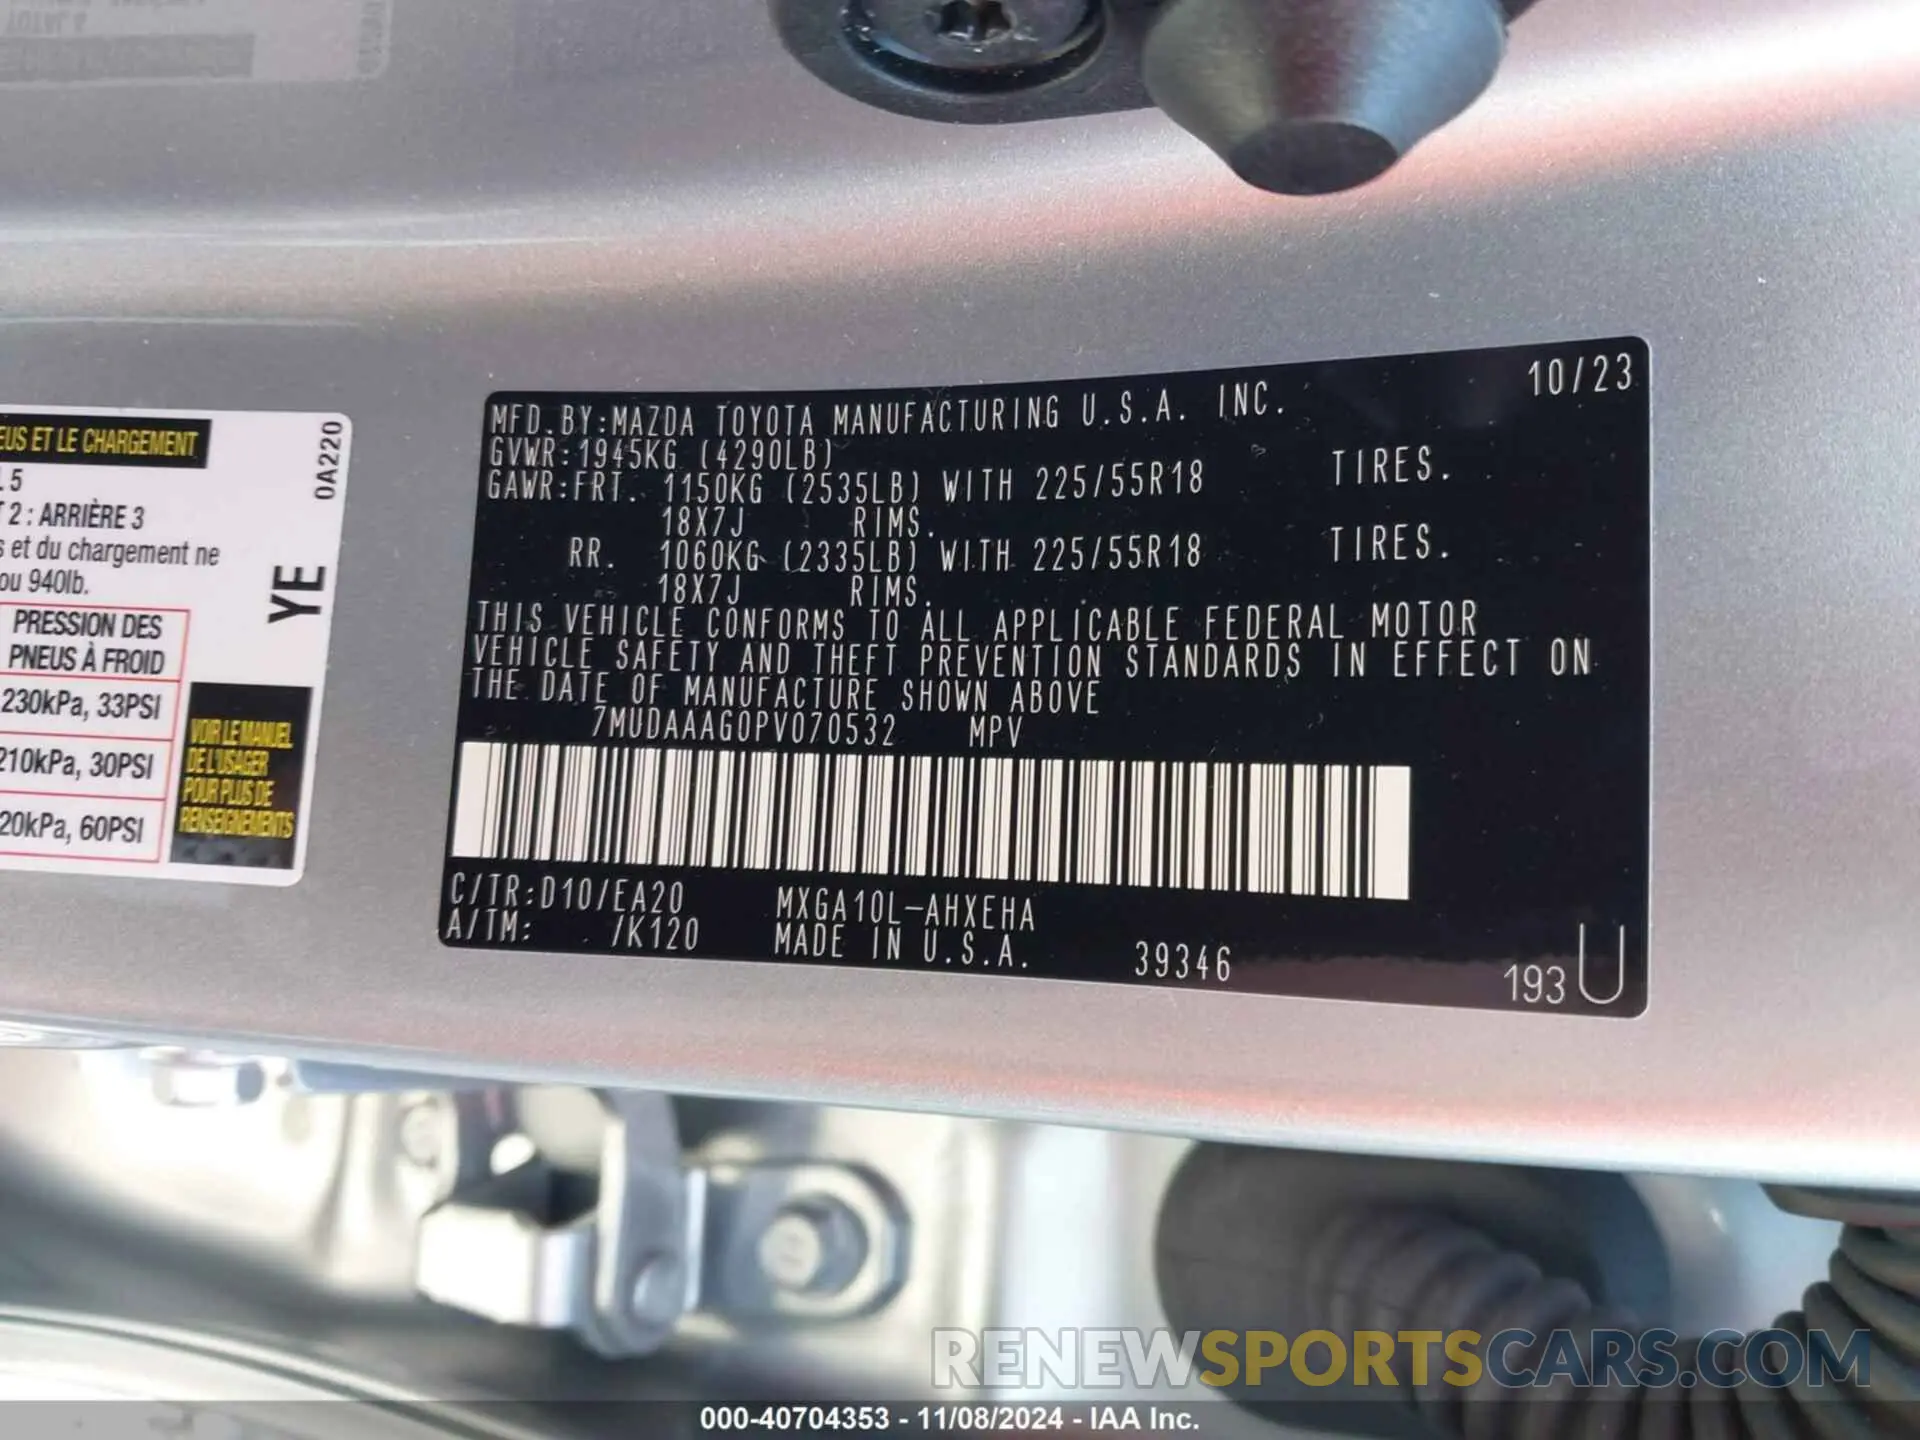 EUS ET LE CHARGEMENT
0A220
5
2 : ARRIÈRE 3
et du chargement ne
ou 940lb.
YE
PRESSION DES
PNEUS À FROID
230kPa, 33PSI
210kPa, 30PSI
20kPa, 60PSI
VOIR LE MANUEL
DE L'USAGER
POUR PLUS DE
RENSEIGNEMENTS
10/23
MFD.BY:MAZDA TOYOTA MANUFACTURING U.S.A. INC.
GVWR:1945KG (4290LB)
GAWR:FRT. 1150KG (2535LB) WITH 225/55R18 TIRES.
18X7J RIMS.
RR. 1060KG (2335LB) WITH 225/55R18 TIRES.
18X7J RIMS.
THIS VEHICLE CONFORMS TO ALL APPLICABLE FEDERAL MOTOR
VEHICLE SAFETY AND THEFT PREVENTION STANDARDS IN EFFECT ON
THE DATE OF MANUFACTURE SHOWN ABOVE
7MUDAAAG0PV070532 MPV
C/TR:D10/EA20 MXGA10L-AHXEHA
A/TM: /K120 MADE IN U.S.A. 39346
193 U
RENEWSPORTSCARS.COM
000-40704353 - 11/08/2024 - IAA Inc.